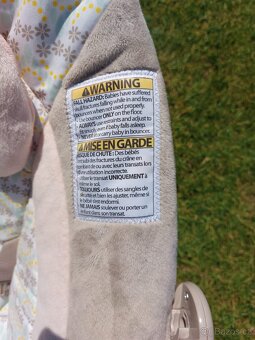 ⚠WARNING
FALL HAZARD: Babies have suffered
skull fractures falling while in and from
bouncers when not used properly.
Use bouncer ONLY on the floor.
ALWAYS use restraints and adjust to
fit snugly, even if baby falls asleep.
NEVER lift or carry baby in bouncer.
⚠MISE EN GARDE
RISQUE DE CHUTE : Des bébés
ont subi des fractures du crâne en
tombant de ou avec leurs transats lors
d'une utilisation incorrecte.
utiliser le transat UNIQUEMENT à
même le sol.
TOUJOURS utiliser des sangles de
sécurité et bien les ajuster, même si
le bébé s'est endormi.
NE JAMAIS soulever ou porter un
enfant dans son transat.